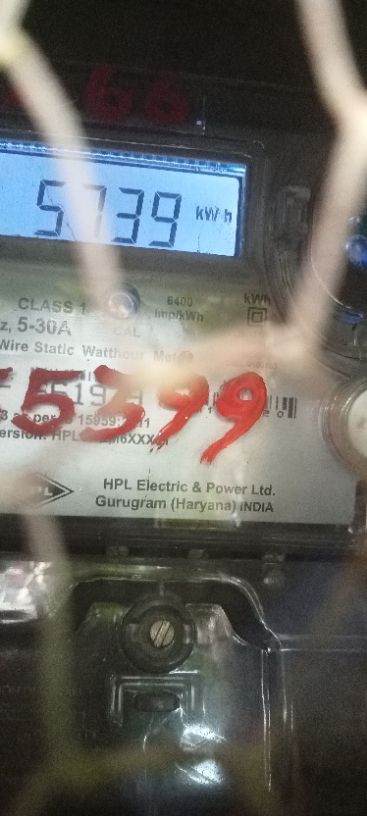 66
5739 kWh
CLASS 1
6400 imp/kWh
kWh
z, 5-30A
CAL
Wire Static Watthour
5399
15959
HPL Electric & Power Ltd.
Gurugram (Haryana) INDIA